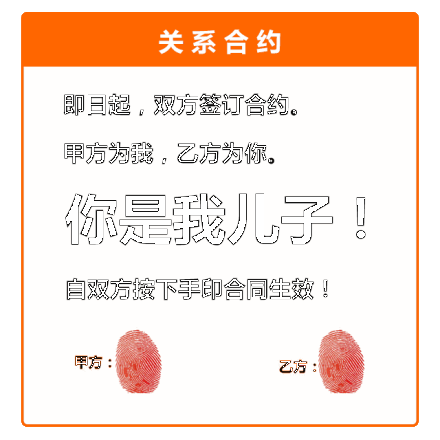 关系合约
即日起，双方签订合约。
甲方为我，乙方为你。
你是我儿子！
自双方按下手印合同生效！
甲方： 乙方：